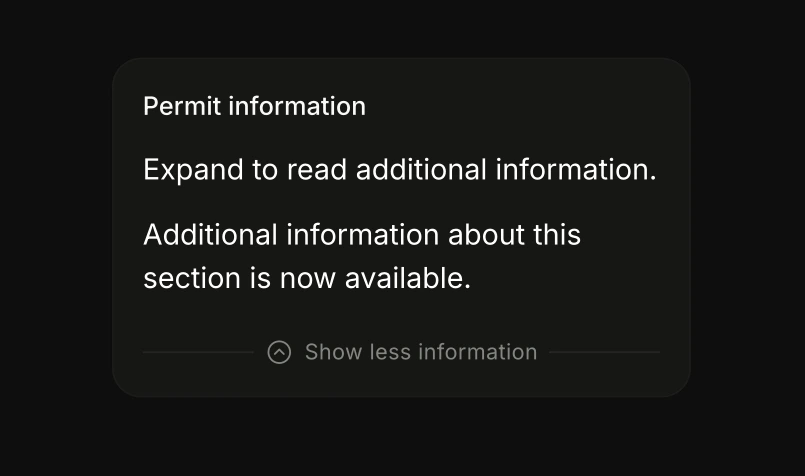 Permit information
Expand to read additional information.
Additional information about this
section is now available.
Show less information